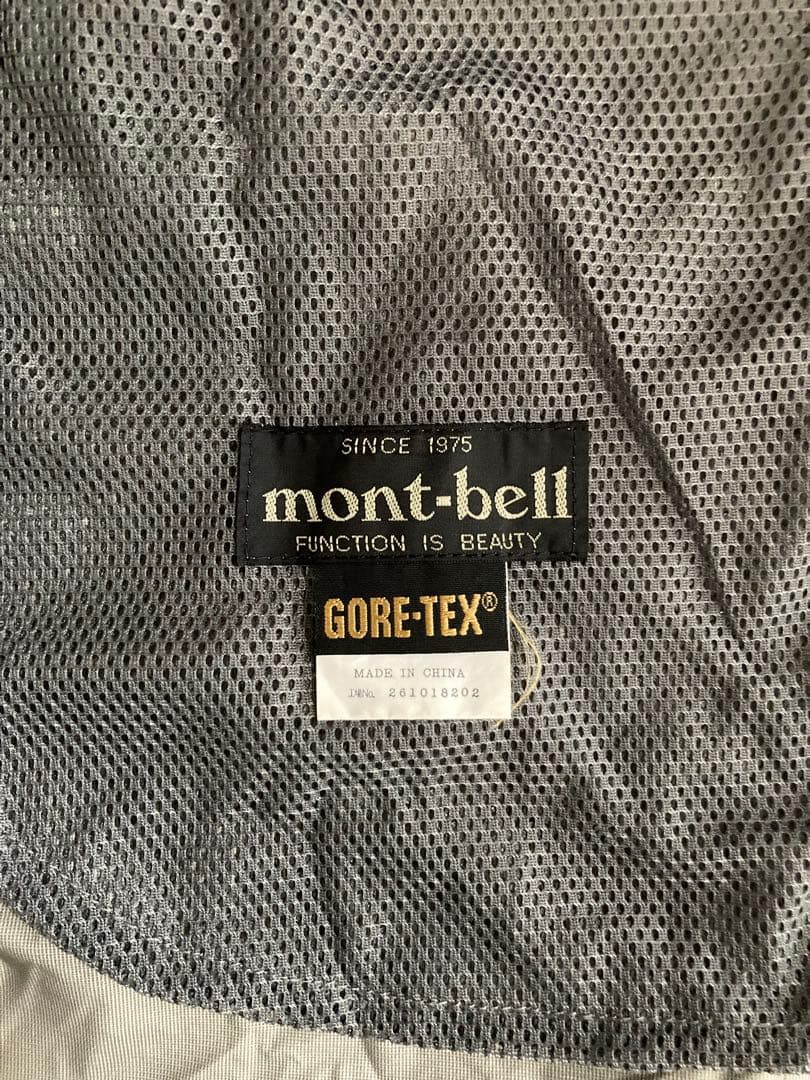 SINCE 1975
mont-bell
FUNCTION IS BEAUTY
GORE-TEX®
MADE IN CHINA
261018202